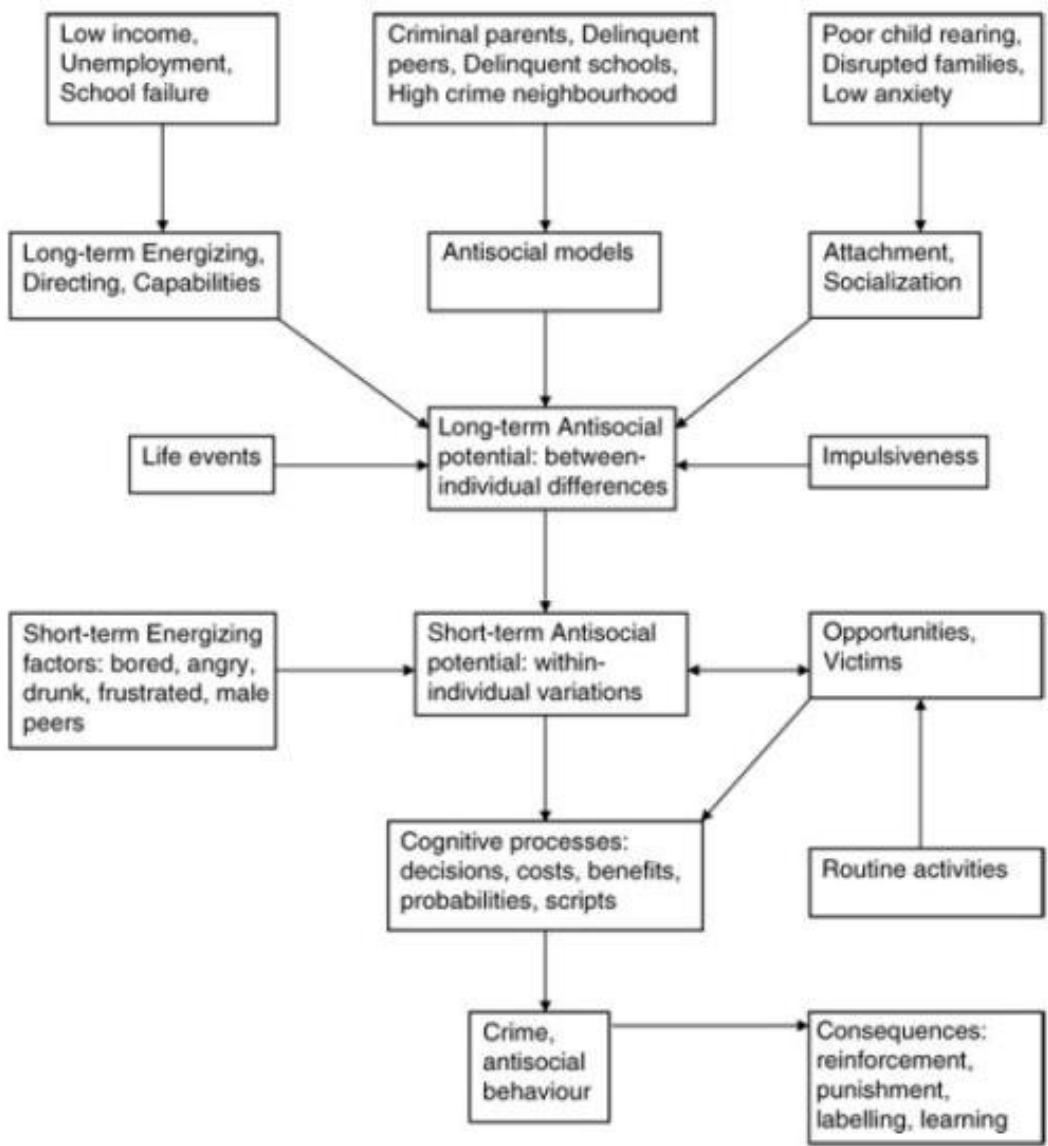 Low income,
Unemployment,
School failure
Criminal parents, Delinquent
peers, Delinquent schools,
High crime neighbourhood
Poor child rearing,
Disrupted families,
Low anxiety
Long-term Energizing,
Directing, Capabilities
Antisocial models
Attachment,
Socialization
Life events
Long-term Antisocial
potential: between-
individual differences
Impulsiveness
Short-term Energizing
factors: bored, angry,
drunk, frustrated, male
peers
Short-term Antisocial
potential: within-
individual variations
Opportunities,
Victims
Cognitive processes:
decisions, costs, benefits,
probabilities, scripts
Routine activities
Crime,
antisocial
behaviour
Consequences:
reinforcement,
punishment,
labelling, learning